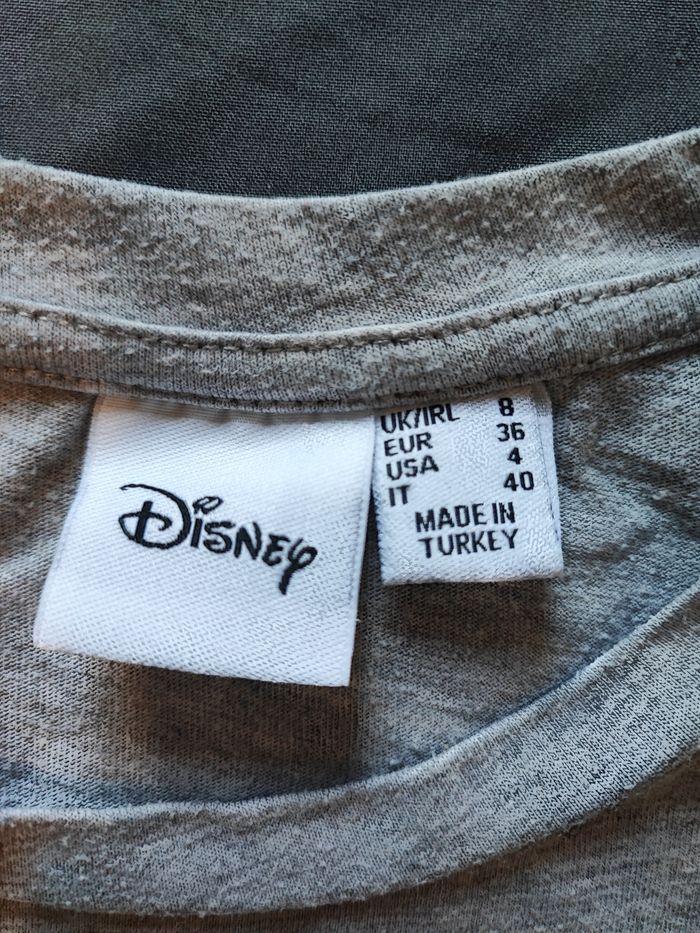 Disney
UK/IRL 8
EUR 36
USA 4
IT 40
MADE IN
TURKEY